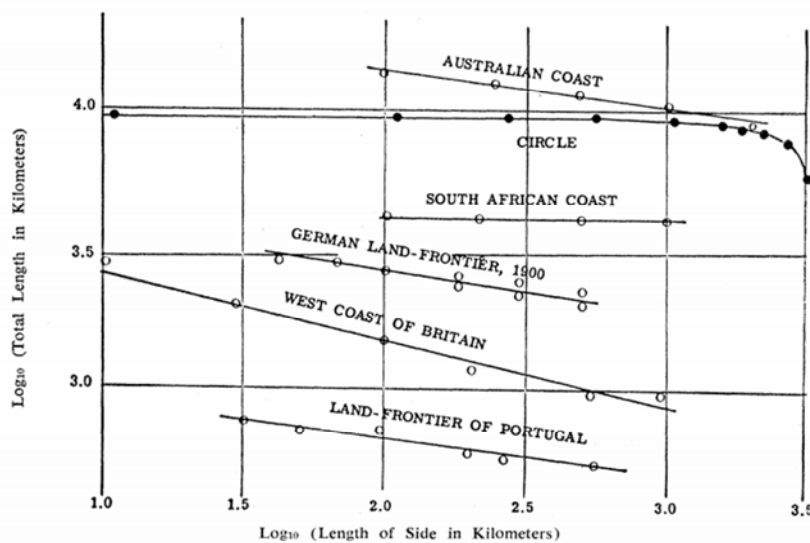 AUSTRALIAN COAST
4.0
CIRCLE
SOUTH AFRICAN COAST
GERMAN LAND-FRONTIER, 1900
3.5
WEST COAST OF BRITAIN
3.0
LAND-FRONTIER OF PORTUGAL
1.0 1.5 2.0 2.5 3.0 3.5
Log₁₀ (Length of Side in Kilometers)
Log₁₀ (Total Length in Kilometers)